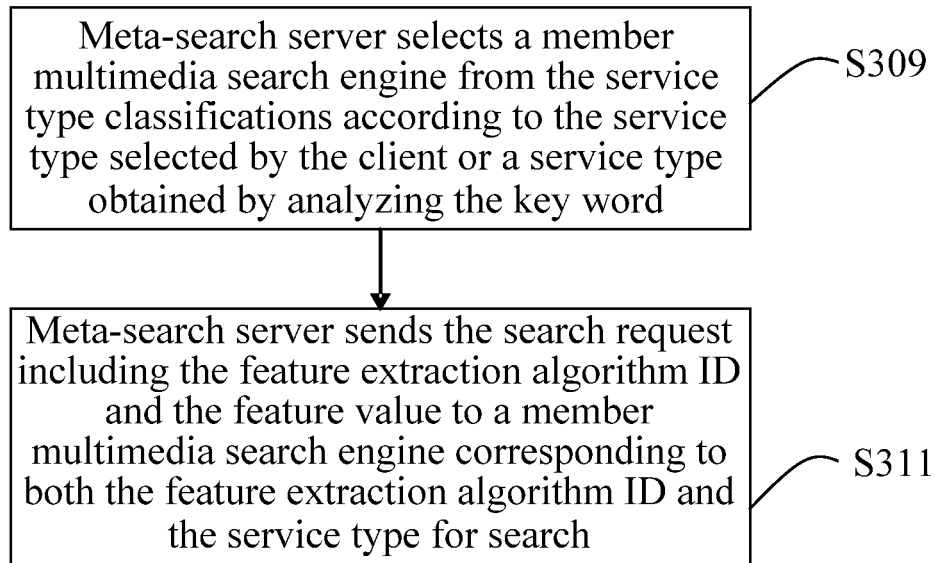 Meta-search server selects a member
multimedia search engine from the service
type classifications according to the service
type selected by the client or a service type
obtained by analyzing the key word
S309
Meta-search server sends the search request
including the feature extraction algorithm ID
and the feature value to a member
multimedia search engine corresponding to
both the feature extraction algorithm ID and
the service type for search
S311